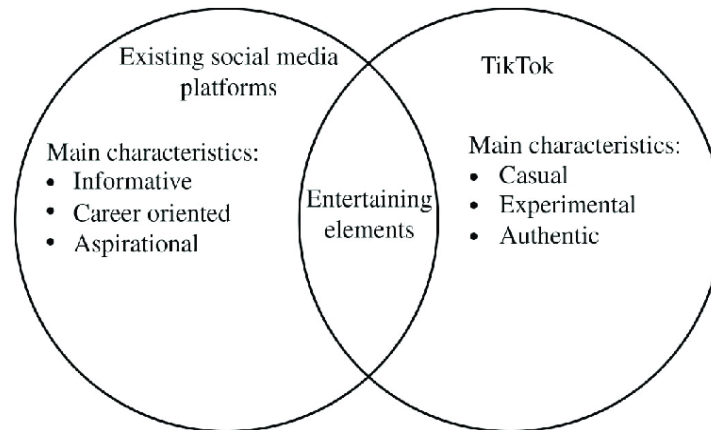 Existing social media
platforms
Main characteristics:
• Informative
• Career oriented
• Aspirational
Entertaining
elements
TikTok
Main characteristics:
• Casual
• Experimental
• Authentic